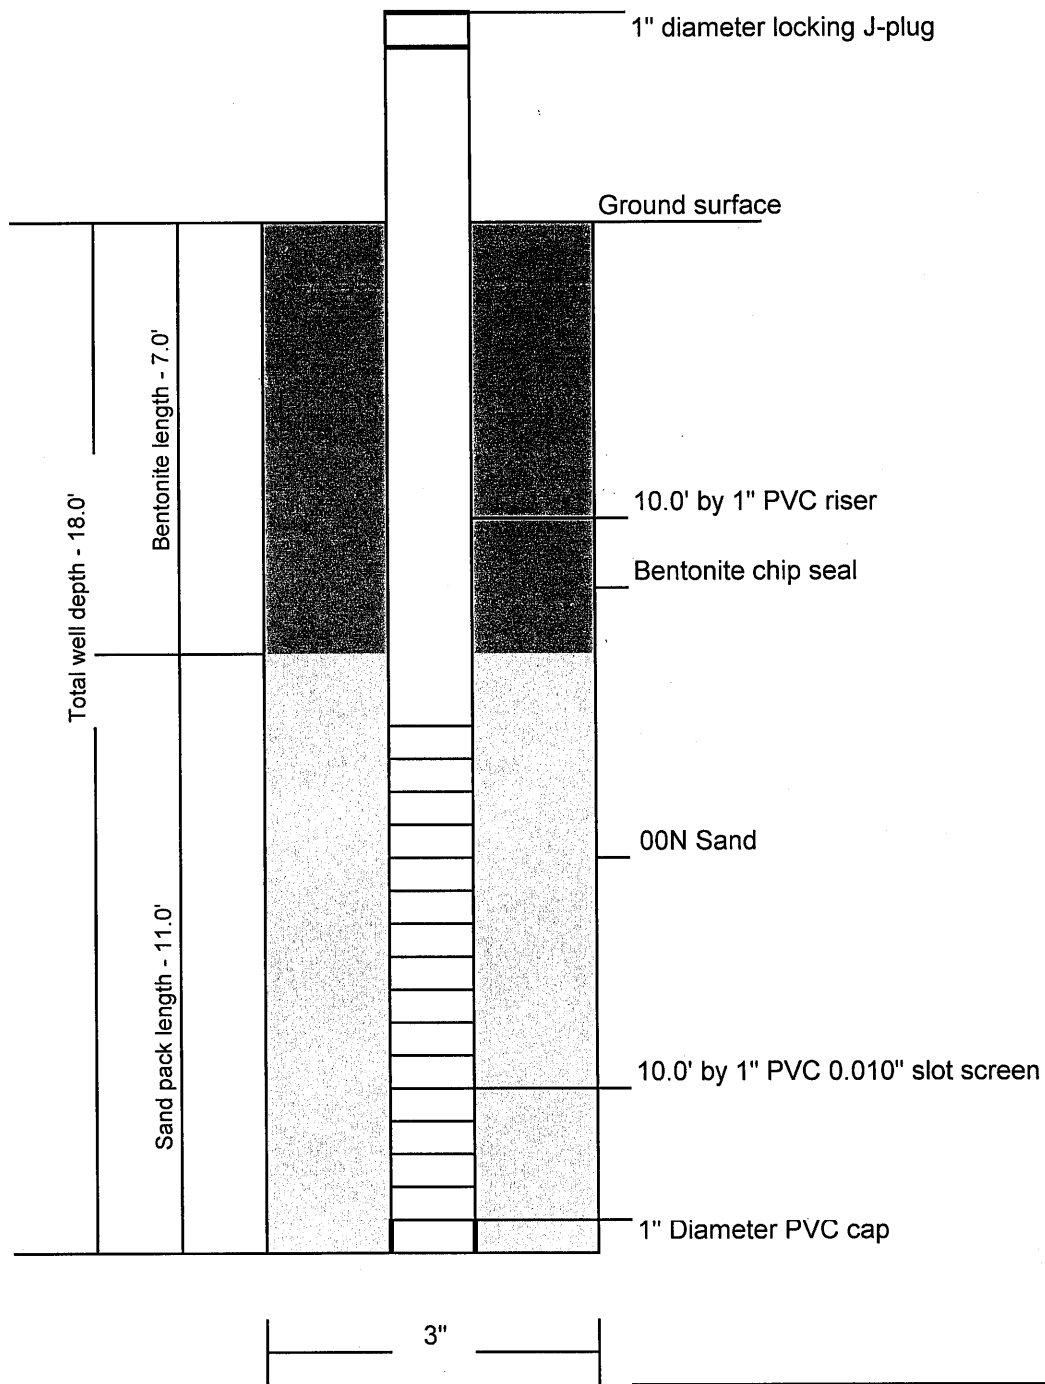 1" diameter locking J-plug
Ground surface
Bentonite length - 7.0'
Total well depth - 18.0'
10.0' by 1" PVC riser
Bentonite chip seal
00N Sand
Sand pack length - 11.0'
10.0' by 1" PVC 0.010" slot screen
1" Diameter PVC cap
3"